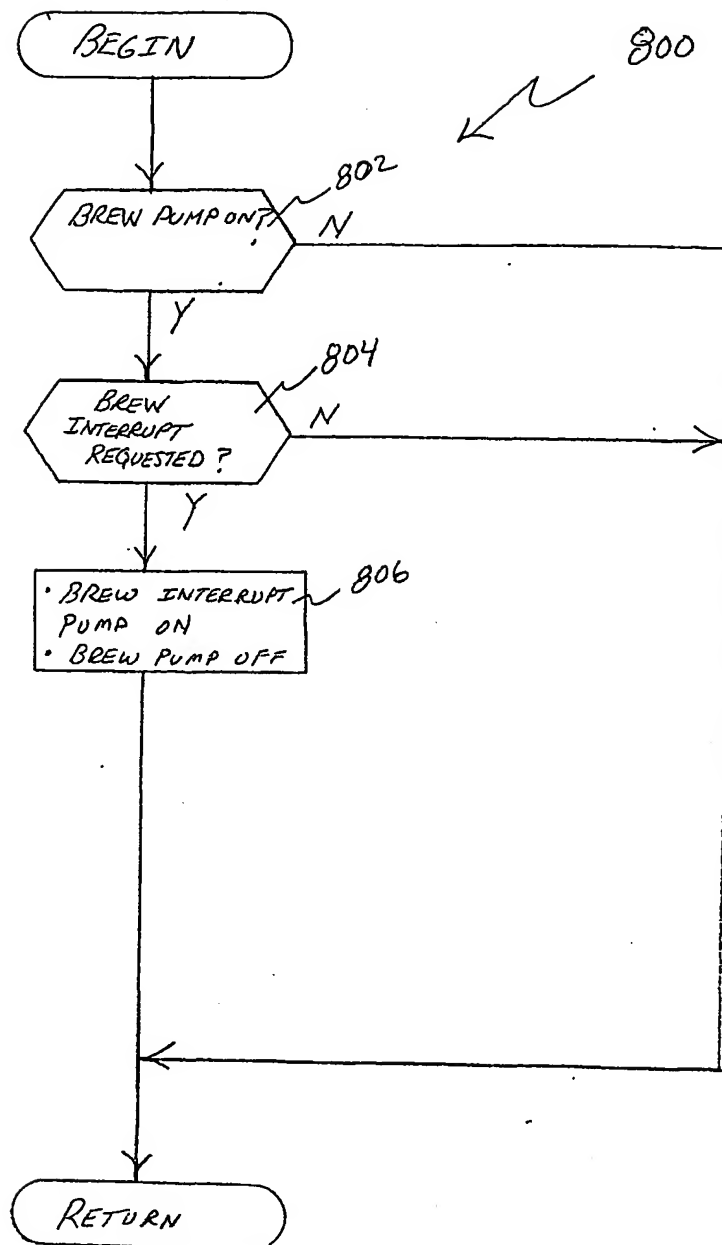 BEGIN
800
802
BREW PUMP ON?
N
Y
804
BREW
INTERRUPT
REQUESTED?
N
Y
806
• BREW INTERRUPT
PUMP ON
• BREW PUMP OFF
RETURN